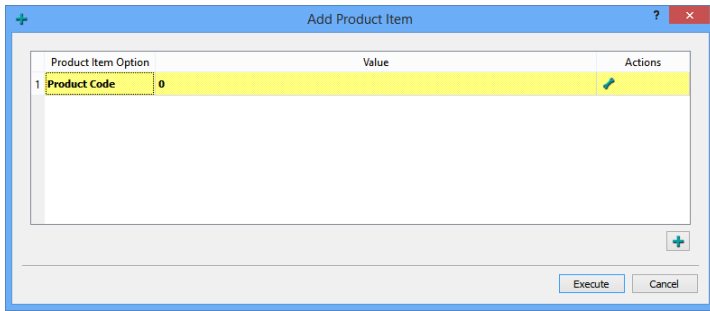 Add Product Item
?
Product Item Option Value Actions
1 Product Code 0
Execute Cancel